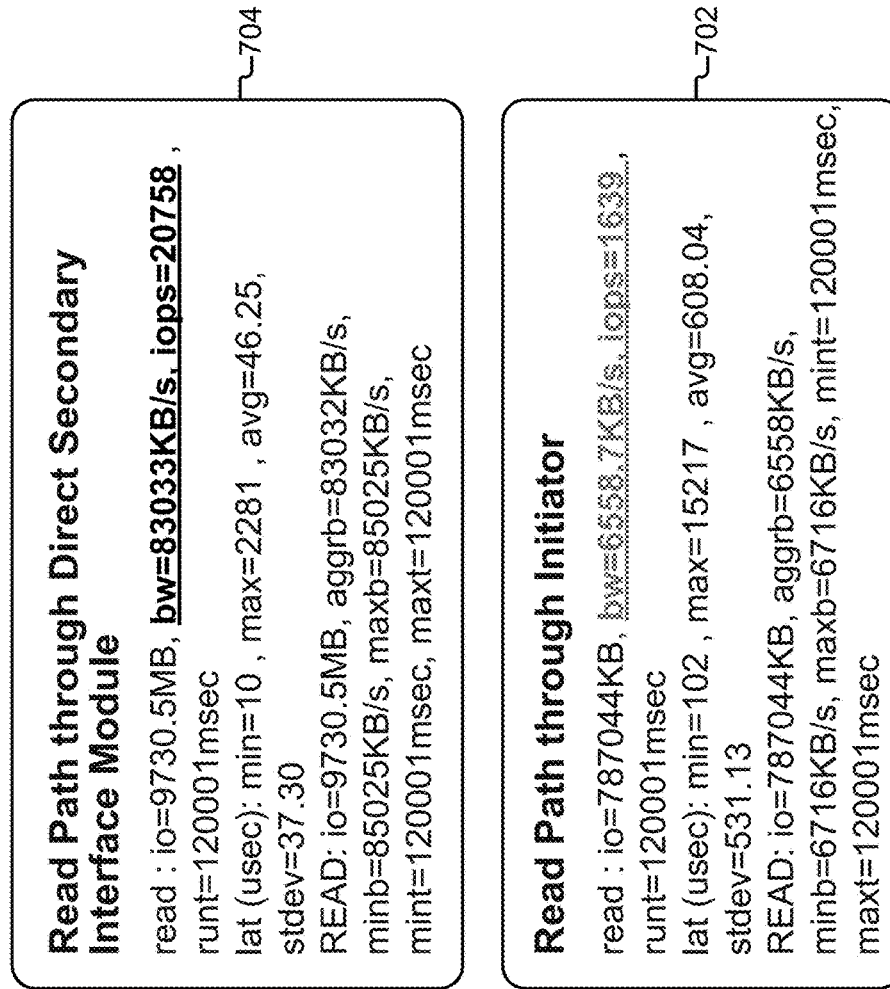 Read Path through Direct Secondary
Interface Module
read : io=9730.5MB, bw=83033KB/s, iops=20758 ,
runt=120001msec
lat (usec): min=10 , max=2281 , avg=46.25,
stdev=37.30
READ: io=9730.5MB, aggrb=83032KB/s,
minb=85025KB/s, maxb=85025KB/s,
mint=120001msec, maxt=120001msec
704
Read Path through Initiator
read : io=787044KB, bw=6558.7KB/s, iops=1639 ,
runt=120001msec
lat (usec): min=102 , max=15217 , avg=608.04,
stdev=531.13
READ: io=787044KB, aggrb=6558KB/s,
minb=6716KB/s, maxb=6716KB/s, mint=120001msec,
maxt=120001msec
702